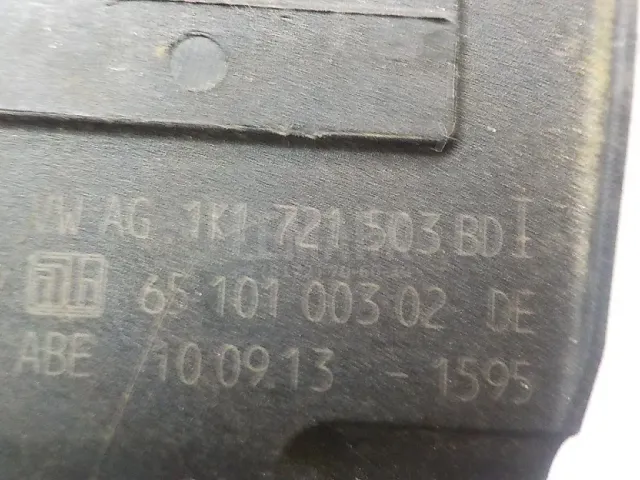 VW AG 1K1 721 503 BD I
65 101 003 02 DE
ABE 10.09.13 - 1595